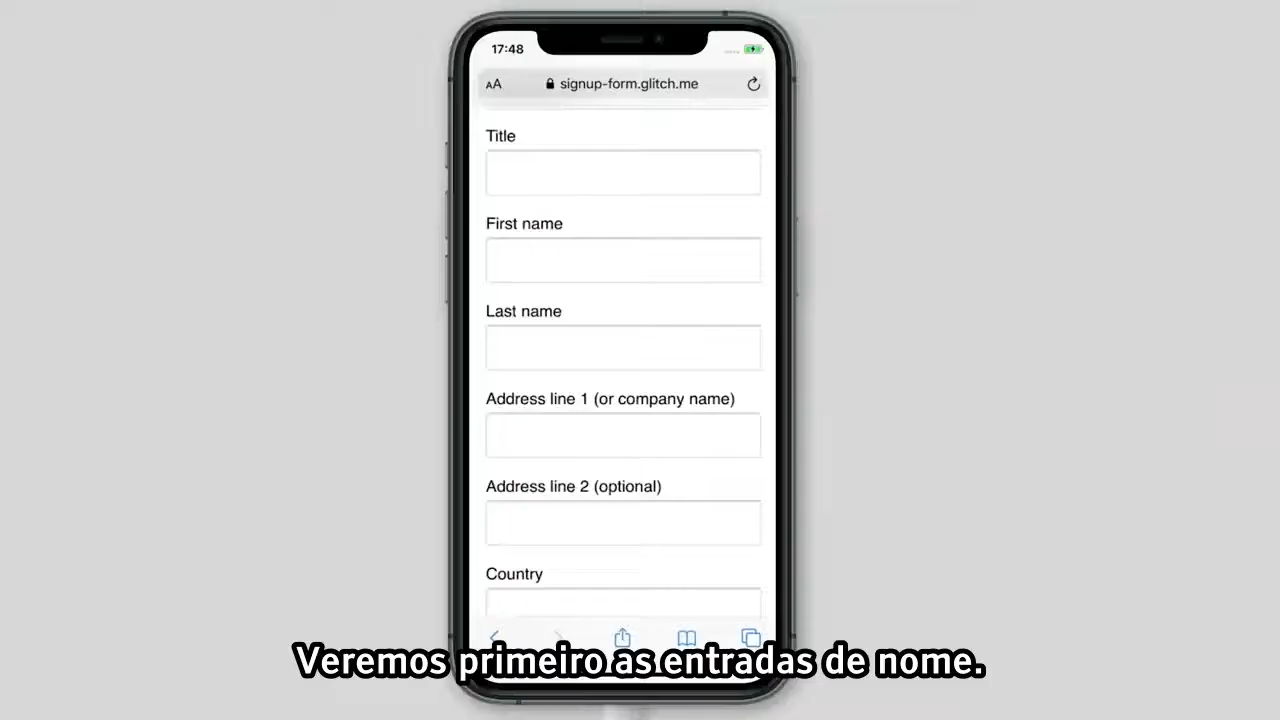 17:48
AA signup-form.glitch.me
Title
First name
Last name
Address line 1 (or company name)
Address line 2 (optional)
Country
Veremos primeiro as entradas de nome.